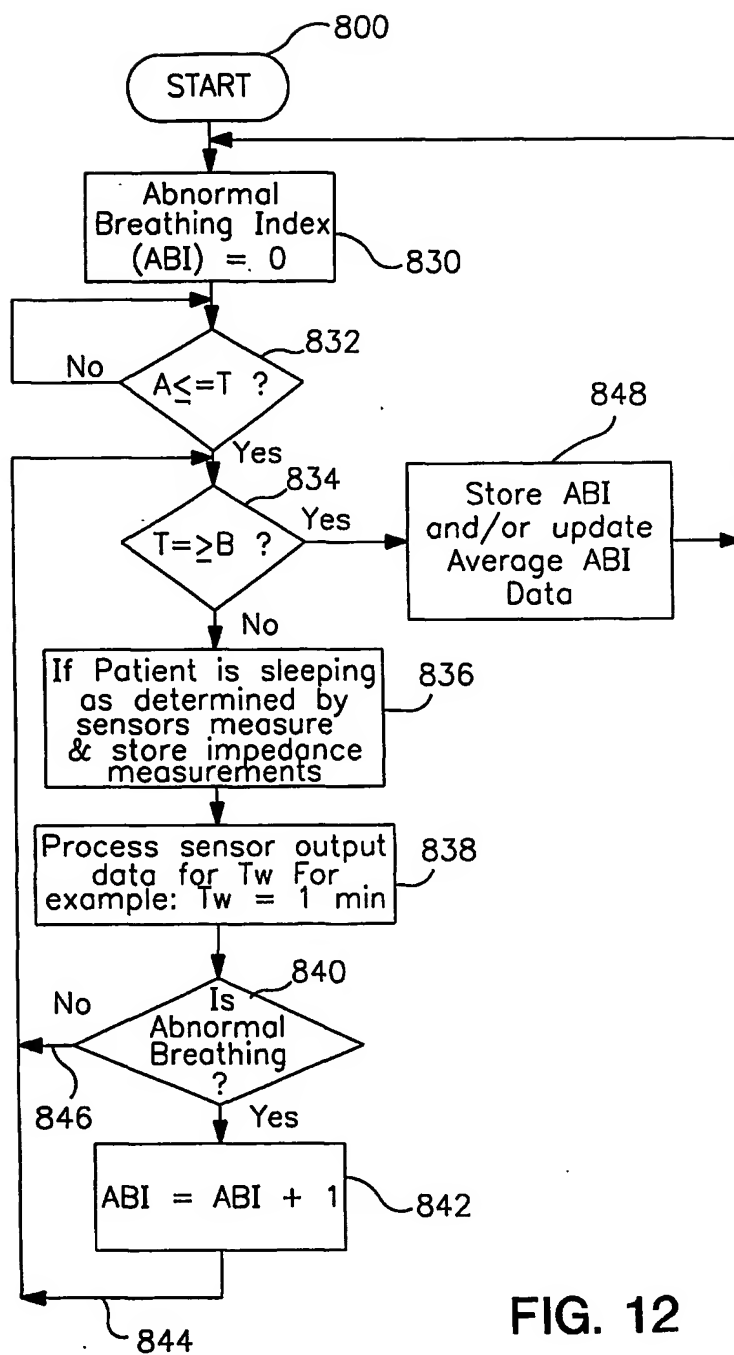 800
START
Abnormal
Breathing Index
(ABI) = 0
830
832
No
A≤=T ?
Yes
834
848
T=≥B ?
Yes
Store ABI
and/or update
Average ABI
Data
No
If Patient is sleeping
as determined by
sensors measure
& store impedance
measurements
836
Process sensor output
data for Tw For
example: Tw = 1 min
838
840
No
Is
Abnormal
Breathing
?
846
Yes
ABI = ABI + 1
842
844
FIG. 12